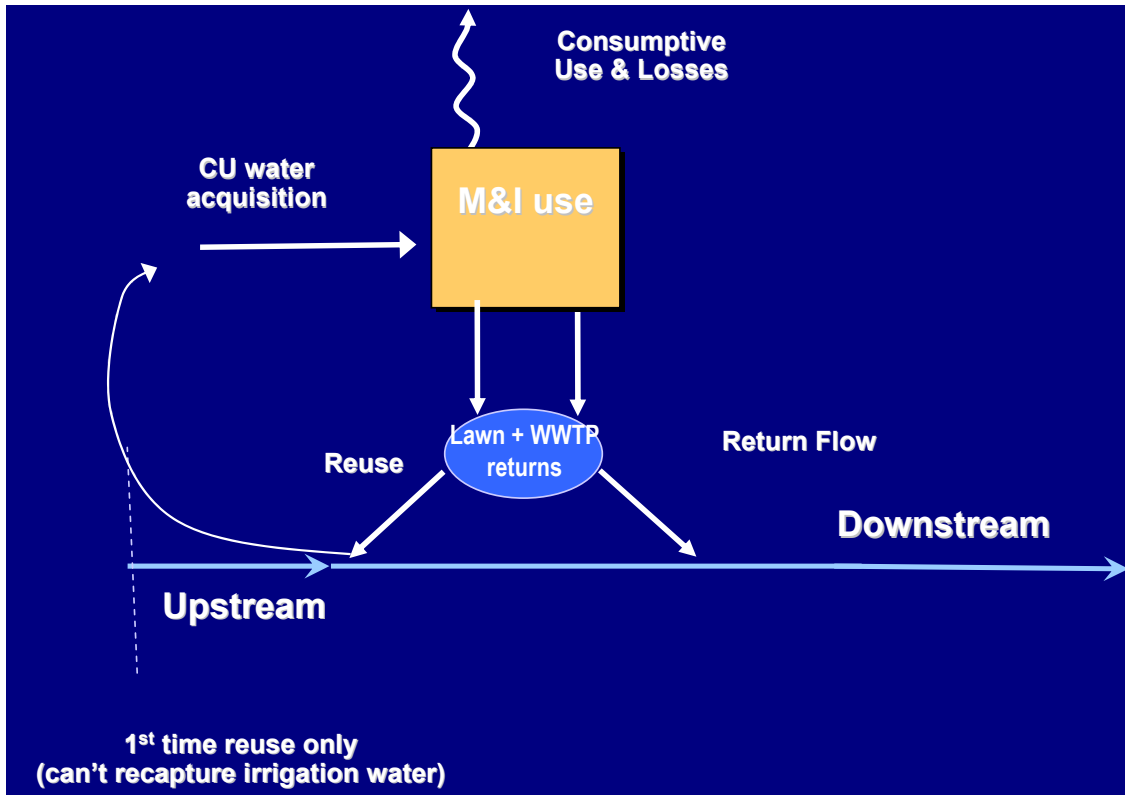 Consumptive
Use & Losses
CU water
acquisition
M&I use
Lawn + WWTP
returns
Reuse
Return Flow
Downstream
Upstream
1st time reuse only
(can't recapture irrigation water)